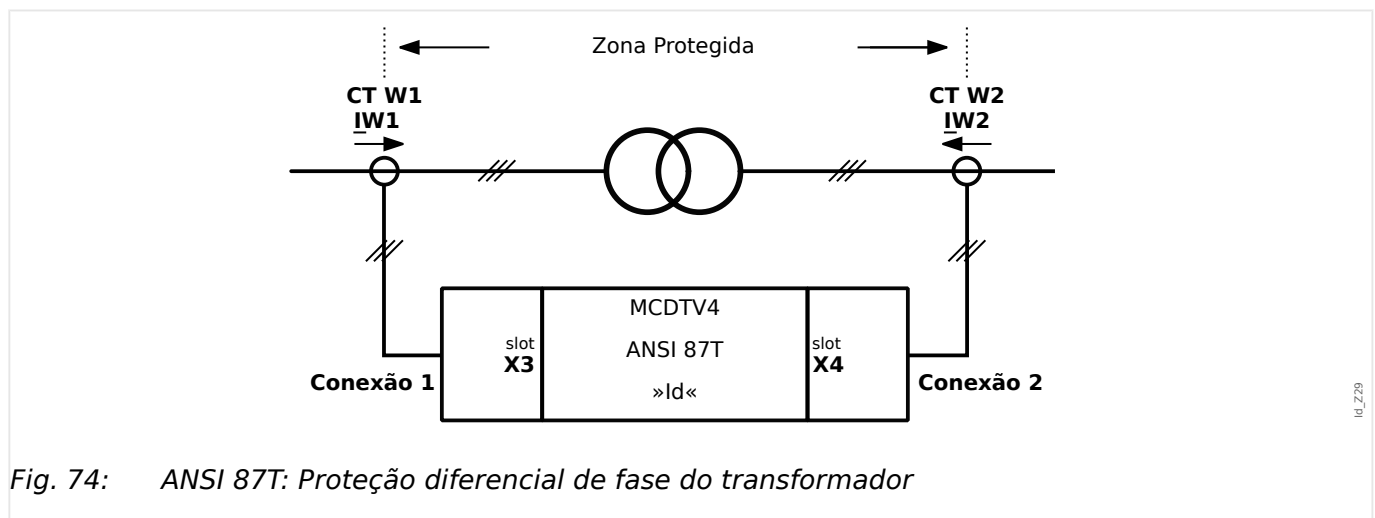 Zona Protegida
CT W1
IW1
CT W2
IW2
MCDTV4
ANSI 87T
»Id«
slot
X3
slot
X4
Conexão 1
Conexão 2
Id_Z29
Fig. 74: ANSI 87T: Proteção diferencial de fase do transformador